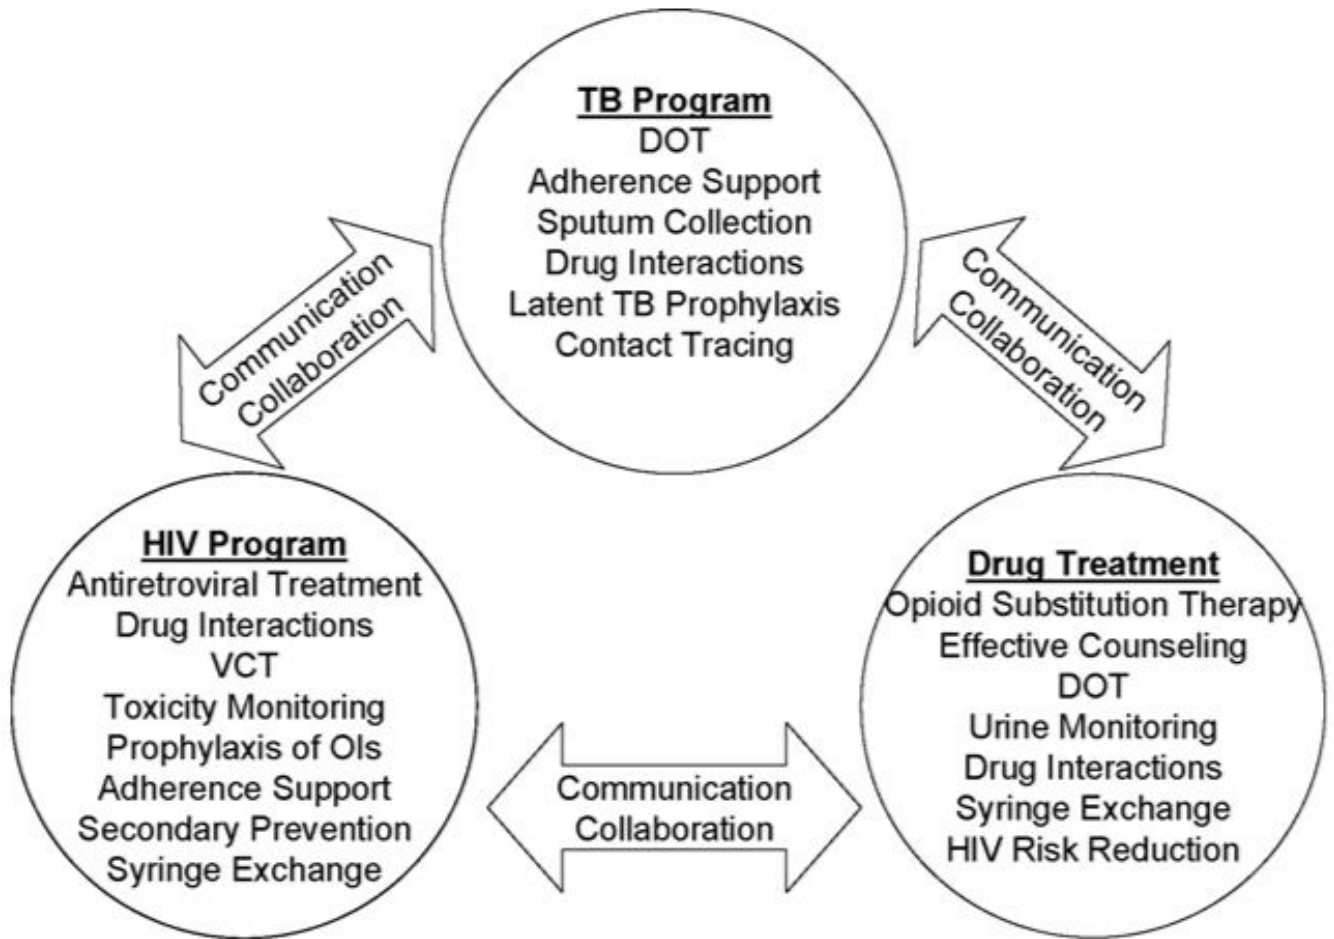 TB Program
DOT
Adherence Support
Sputum Collection
Drug Interactions
Latent TB Prophylaxis
Contact Tracing
Communication
Collaboration
Communication
Collaboration
HIV Program
Antiretroviral Treatment
Drug Interactions
VCT
Toxicity Monitoring
Prophylaxis of OIs
Adherence Support
Secondary Prevention
Syringe Exchange
Communication
Collaboration
Drug Treatment
Opioid Substitution Therapy
Effective Counseling
DOT
Urine Monitoring
Drug Interactions
Syringe Exchange
HIV Risk Reduction